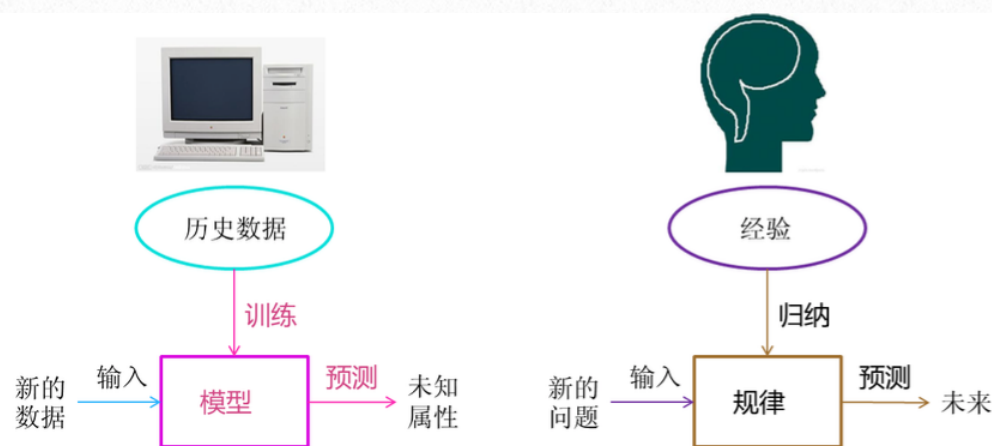 历史数据
训练
新的
数据
输入
模型
预测
未知
属性
经验
归纳
新的
问题
输入
规律
预测
未来